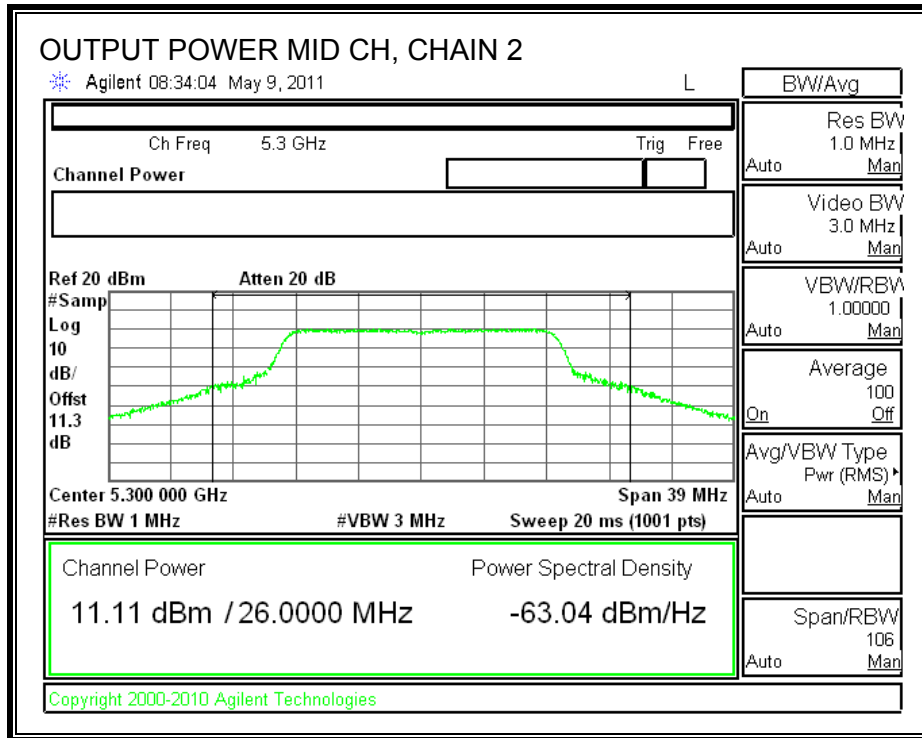 OUTPUT POWER MID CH, CHAIN 2
Agilent 08:34:04 May 9, 2011 L
Ch Freq 5.3 GHz Trig Free
Channel Power
Ref 20 dBm Atten 20 dB
#Samp
Log
10
dB/
Offst
11.3
dB
Center 5.300 000 GHz Span 39 MHz
#Res BW 1 MHz #VBW 3 MHz Sweep 20 ms (1001 pts)
Channel Power Power Spectral Density
11.11 dBm / 26.0000 MHz -63.04 dBm/Hz
Copyright 2000-2010 Agilent Technologies
BW/Avg
Res BW
1.0 MHz
Auto Man
Video BW
3.0 MHz
Auto Man
VBW/RBW
1.00000
Auto Man
Average
100
On Off
Avg/VBW Type
Pwr (RMS)
Auto Man
Span/RBW
106
Auto Man